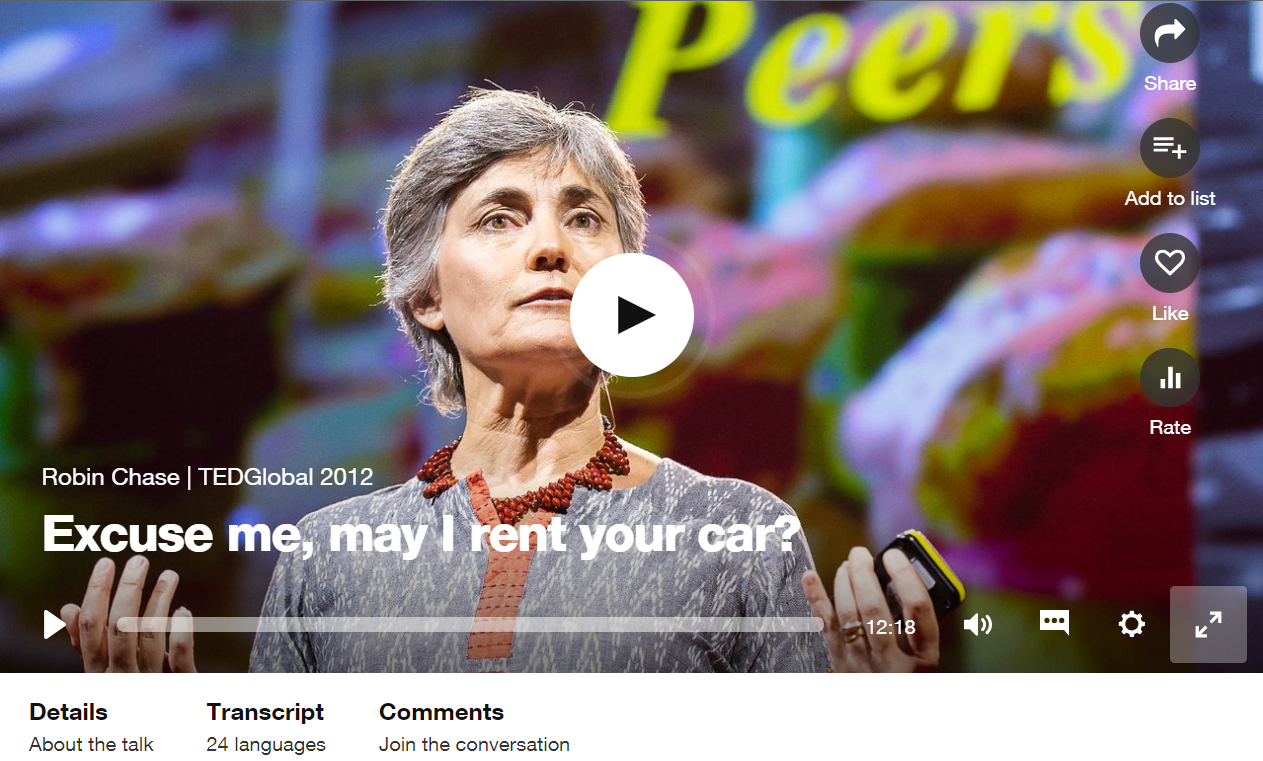 Peers
Share
Add to list
Like
Rate
Robin Chase | TEDGlobal 2012
Excuse me, may I rent your car?
12:18
Details
About the talk
Transcript
24 languages
Comments
Join the conversation